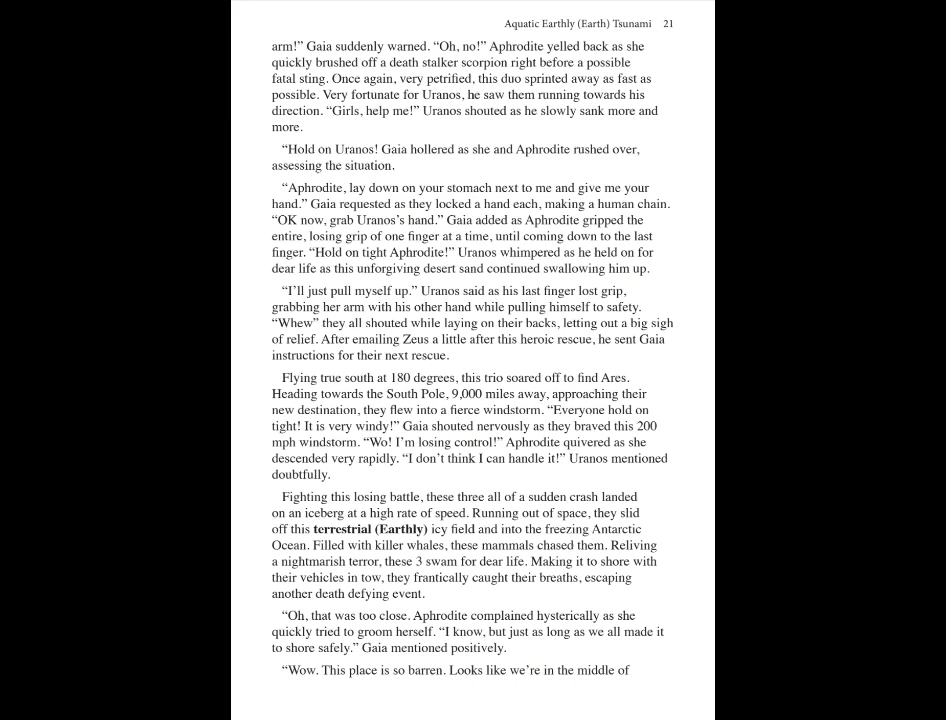 Aquatic Earthly (Earth) Tsunami 21
arm!” Gaia suddenly warned. “Oh, no!” Aphrodite yelled back as she
quickly brushed off a death stalker scorpion right before a possible
fatal sting. Once again, very petrified, this duo sprinted away as fast as
possible. Very fortunate for Uranos, he saw them running towards his
direction. “Girls, help me!” Uranos shouted as he slowly sank more and
more.
“Hold on Uranos! Gaia hollered as she and Aphrodite rushed over,
assessing the situation.
“Aphrodite, lay down on your stomach next to me and give me your
hand.” Gaia requested as they locked a hand each, making a human chain.
“OK now, grab Uranos’s hand.” Gaia added as Aphrodite gripped the
entire, losing grip of one finger at a time, until coming down to the last
finger. “Hold on tight Aphrodite!” Uranos whimpered as he held on for
dear life as this unforgiving desert sand continued swallowing him up.
“I’ll just pull myself up.” Uranos said as his last finger lost grip,
grabbing her arm with his other hand while pulling himself to safety.
“Whew” they all shouted while laying on their backs, letting out a big sigh
of relief. After emailing Zeus a little after this heroic rescue, he sent Gaia
instructions for their next rescue.
Flying true south at 180 degrees, this trio soared off to find Ares.
Heading towards the South Pole, 9,000 miles away, approaching their
new destination, they flew into a fierce windstorm. “Everyone hold on
tight! It is very windy!” Gaia shouted nervously as they braved this 200
mph windstorm. “Wo! I’m losing control!” Aphrodite quivered as she
descended very rapidly. “I don’t think I can handle it!” Uranos mentioned
doubtfully.
Fighting this losing battle, these three all of a sudden crash landed
on an iceberg at a high rate of speed. Running out of space, they slid
off this terrestrial (Earthly) icy field and into the freezing Antarctic
Ocean. Filled with killer whales, these mammals chased them. Reliving
a nightmarish terror, these 3 swam for dear life. Making it to shore with
their vehicles in tow, they frantically caught their breaths, escaping
another death defying event.
“Oh, that was too close. Aphrodite complained hysterically as she
quickly tried to groom herself. “I know, but just as long as we all made it
to shore safely.” Gaia mentioned positively.
“Wow. This place is so barren. Looks like we’re in the middle of